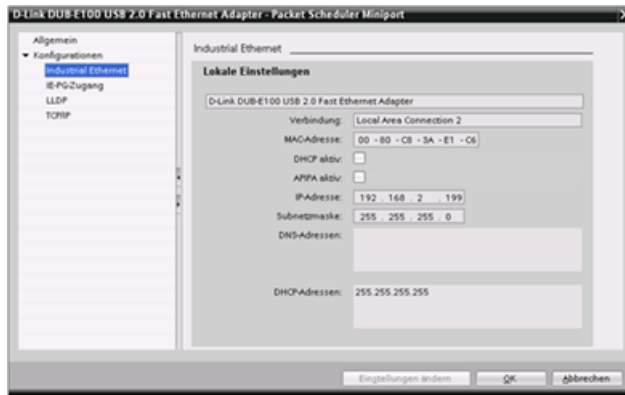 D-Link DUB-E100 USB 2.0 Fast Ethernet Adapter - Packet Scheduler Miniport
Allgemein
Konfigurationen
Industrial Ethernet
IE-PG-Zugang
LLDP
TCP/IP
Industrial Ethernet
Lokale Einstellungen
D-Link DUB-E100 USB 2.0 Fast Ethernet Adapter
Verbindung: Local Area Connection 2
MAC-Adresse: 00 - 80 - C8 - 3A - E1 - C6
DHCP aktiv:
APIPA aktiv:
IP-Adresse: 192 . 168 . 2 . 199
Subnetzmaske: 255 . 255 . 255 . 0
DNS-Adressen:
DHCP-Adressen: 255.255.255.255
Einstellungen ändern OK Abbrechen